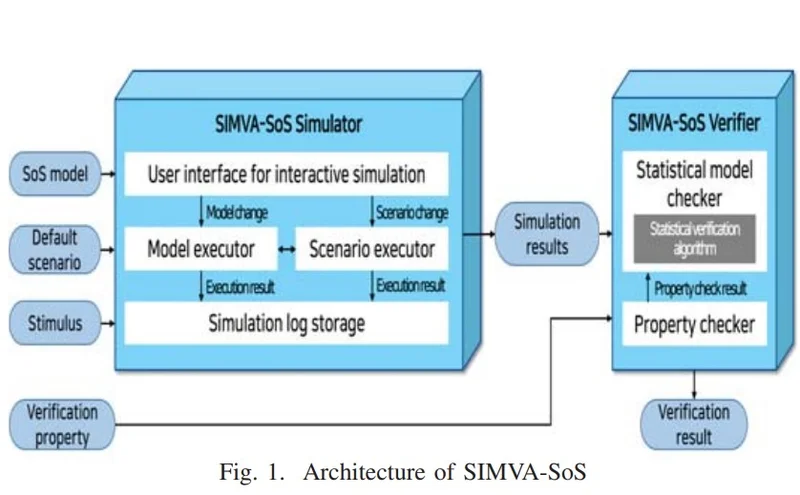 SIMVA-SoS Simulator
SoS model
User interface for interactive simulation
Model change
Scenario change
Default
scenario
Model executor
Scenario executor
Execution result
Execution result
Stimulus
Simulation log storage
Verification
property
Simulation
results
SIMVA-SoS Verifier
Statistical model
checker
Statistical verification
algorithm
Property check result
Property checker
Verification
result
Fig. 1. Architecture of SIMVA-SoS